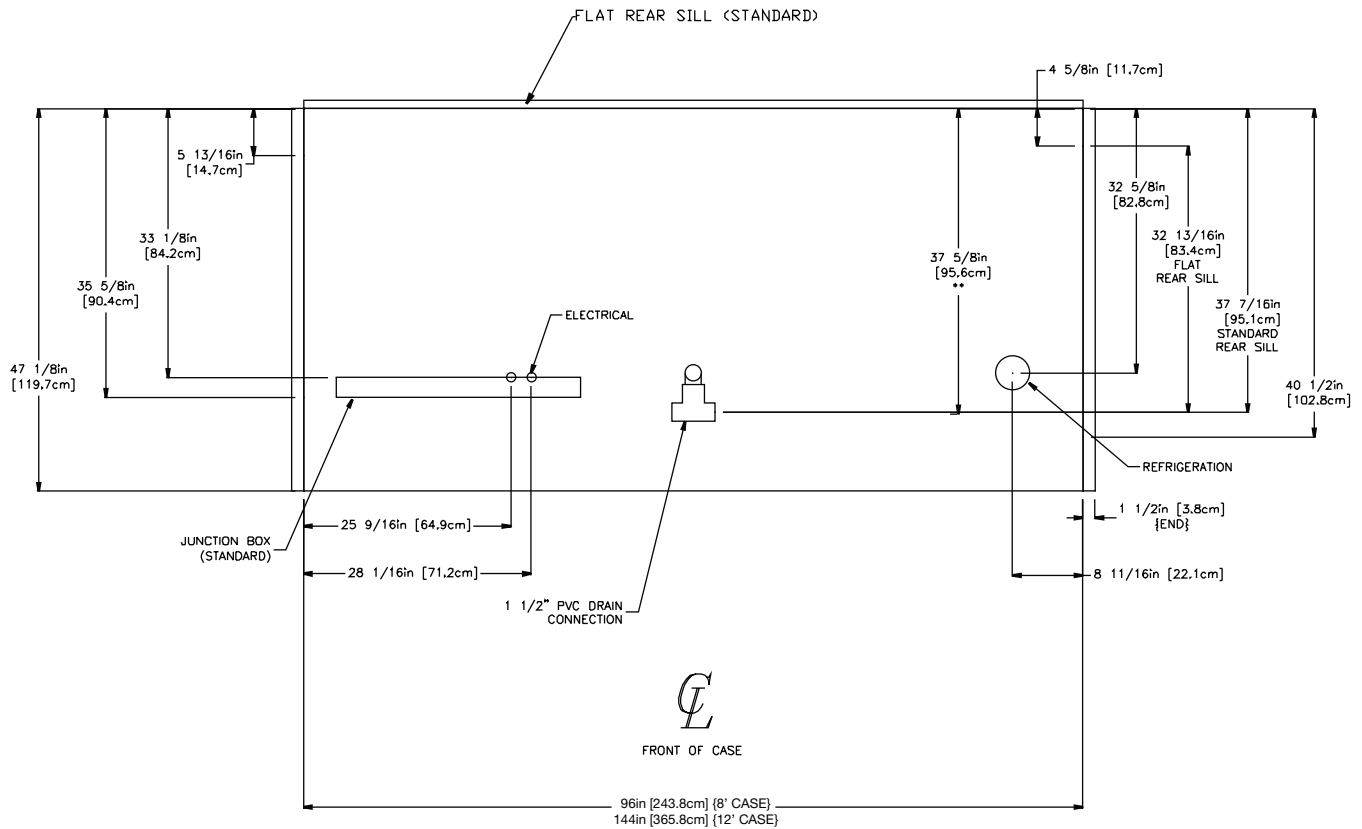 FLAT REAR SILL (STANDARD)
4 5/8in [11.7cm]
5 13/16in
[14.7cm]
32 5/8in
[82.8cm]
33 1/8in
[84.2cm]
32 13/16in
[83.4cm]
FLAT
REAR SILL
37 5/8in
[95.6cm]
**
35 5/8in
[90.4cm]
37 7/16in
[95.1cm]
STANDARD
REAR SILL
ELECTRICAL
47 1/8in
[119.7cm]
40 1/2in
[102.8cm]
REFRIGERATION
25 9/16in [64.9cm]
1 1/2in [3.8cm]
{END}
JUNCTION BOX
(STANDARD)
28 1/16in [71.2cm]
8 11/16in [22.1cm]
1 1/2" PVC DRAIN
CONNECTION
CL
FRONT OF CASE
96in [243.8cm] {8' CASE}
144in [365.8cm] {12' CASE}